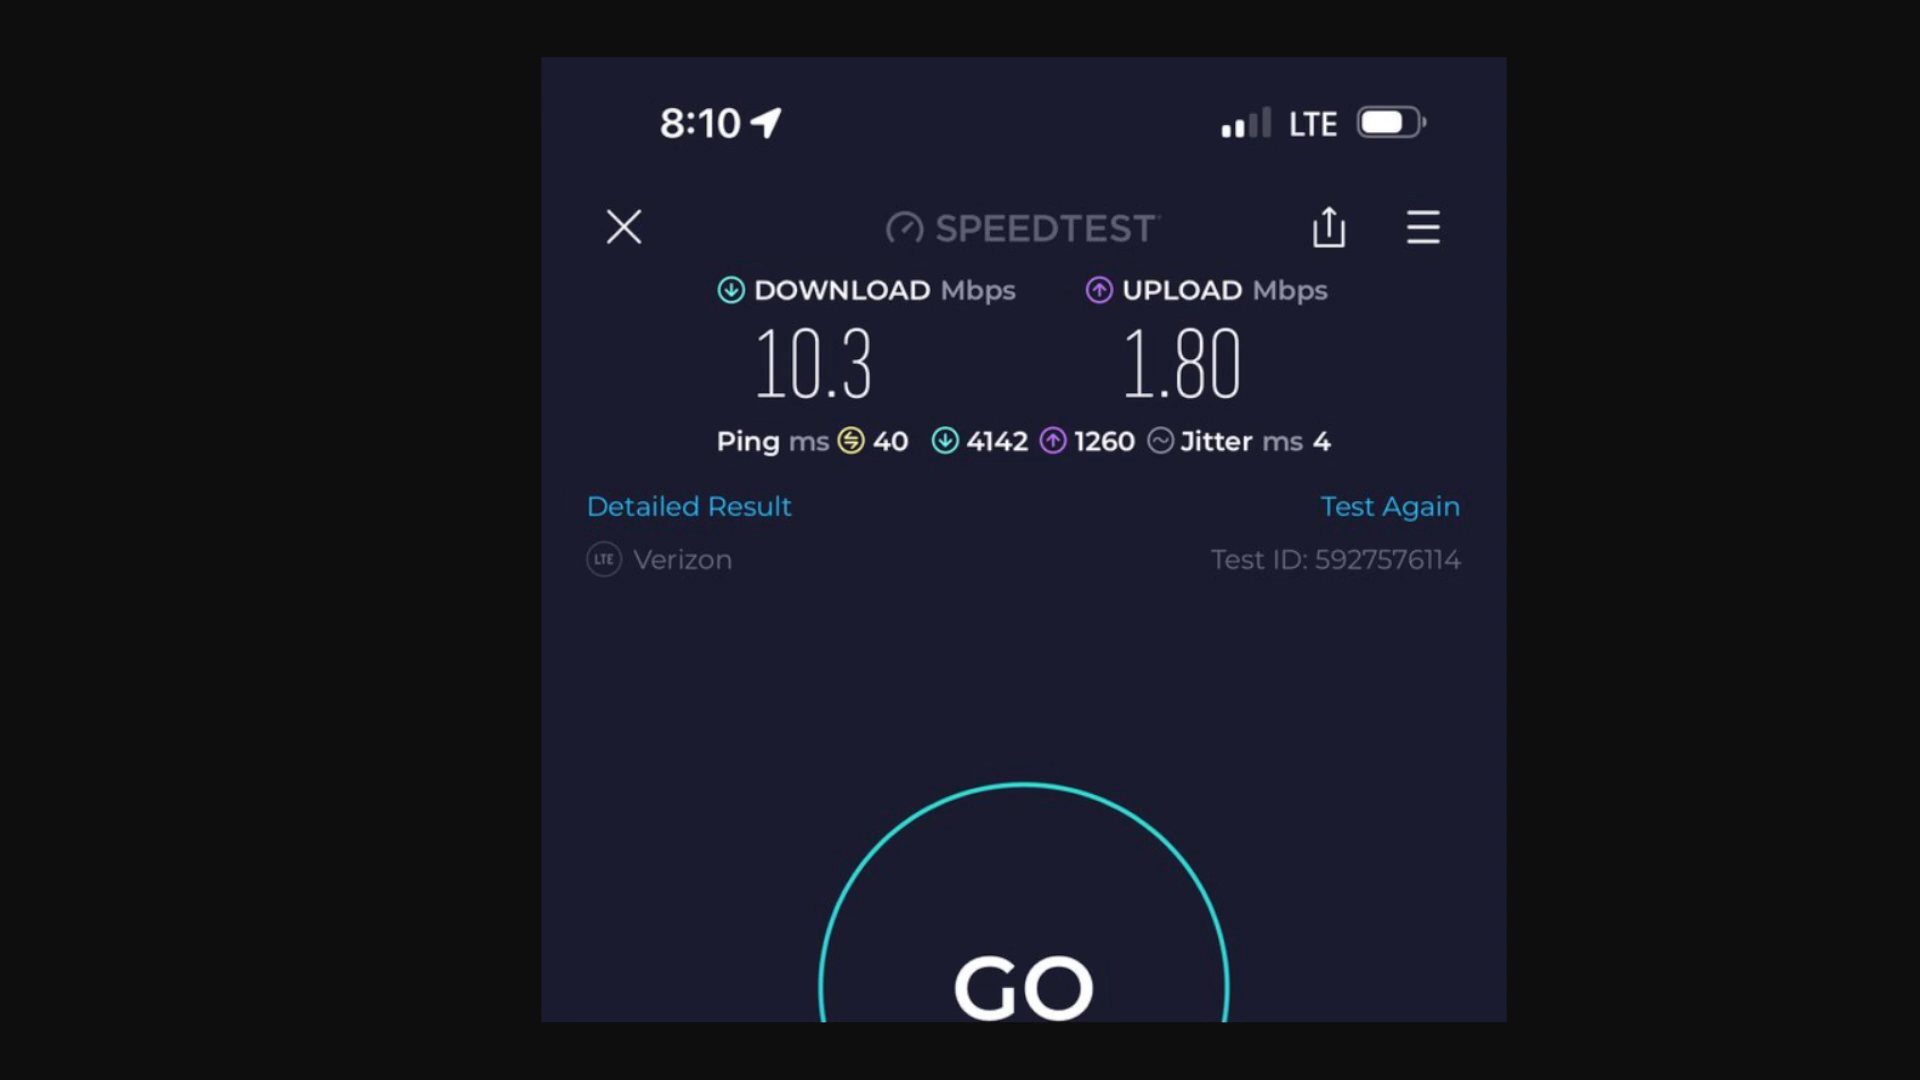 8:10 LTE
SPEEDTEST
DOWNLOAD Mbps UPLOAD Mbps
10.3 1.80
Ping ms 40 4142 1260 Jitter ms 4
Detailed Result Test Again
LTE Verizon Test ID: 5927576114
GO